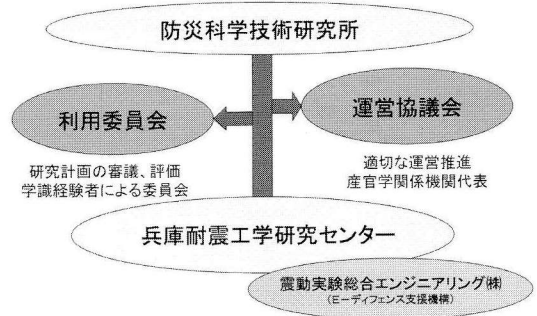 防災科学技術研究所
利用委員会
運営協議会
研究計画の審議、評価
学識経験者による委員会
適切な運営推進
産官学関係機関代表
兵庫耐震工学研究センター
震動実験総合エンジニアリング㈱
(Eーディフェンス支援機構)